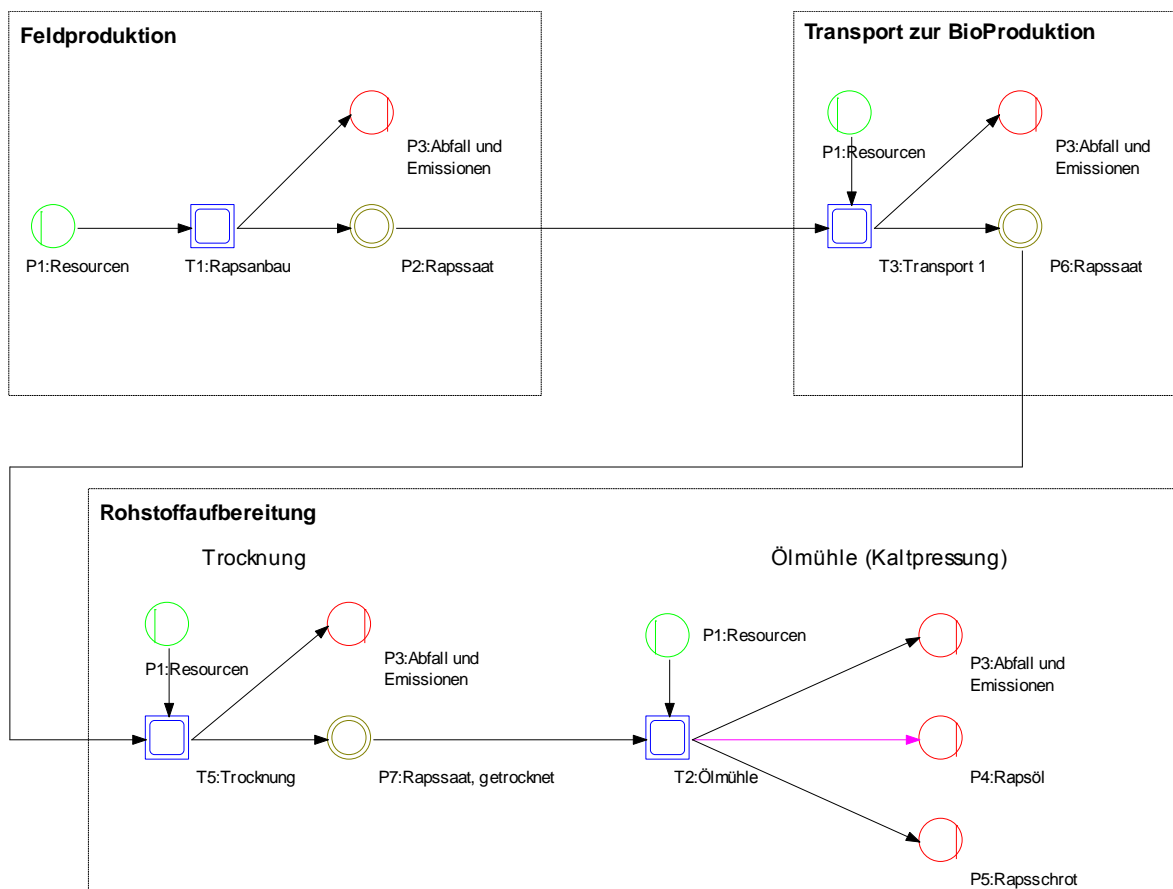 Feldproduktion
P3:Abfall und
Emissionen
P1:Resourcen
T1:Rapsanbau
P2:Rapssaat
Transport zur BioProduktion
P1:Resourcen
P3:Abfall und
Emissionen
T3:Transport 1
P6:Rapssaat
Rohstoffaufbereitung
Trocknung
P1:Resourcen
P3:Abfall und
Emissionen
T5:Trocknung
P7:Rapssaat, getrocknet
Ölmühle (Kaltpressung)
P1:Resourcen
P3:Abfall und
Emissionen
T2:Ölmühle
P4:Rapsöl
P5:Rapsschrot